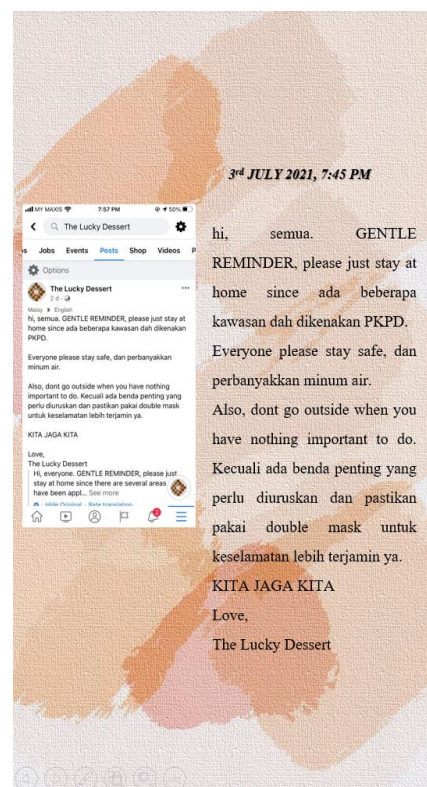 3rd JULY 2021, 7:45 PM
MY MAXIS 7:57 PM 50%
The Lucky Dessert
s Jobs Events Posts Shop Videos P
Options
The Lucky Dessert
2 d
Malay English
hi, semua. GENTLE REMINDER, please just stay at
home since ada beberapa kawasan dah dikenakan
PKPD.
Everyone please stay safe, dan perbanyakkan
minum air.
Also, dont go outside when you have nothing
important to do. Kecuali ada benda penting yang
perlu diuruskan dan pastikan pakai double mask
untuk keselamatan lebih terjamin ya.
KITA JAGA KITA
Love,
The Lucky Dessert
Hi, everyone. GENTLE REMINDER, please just
stay at home since there are several areas
have been appl... See more
Hide Original · Rate translation
2
hi, semua. GENTLE
REMINDER, please just stay at
home since ada beberapa
kawasan dah dikenakan PKPD.
Everyone please stay safe, dan
perbanyakkan minum air.
Also, dont go outside when you
have nothing important to do.
Kecuali ada benda penting yang
perlu diuruskan dan pastikan
pakai double mask untuk
keselamatan lebih terjamin ya.
KITA JAGA KITA
Love,
The Lucky Dessert